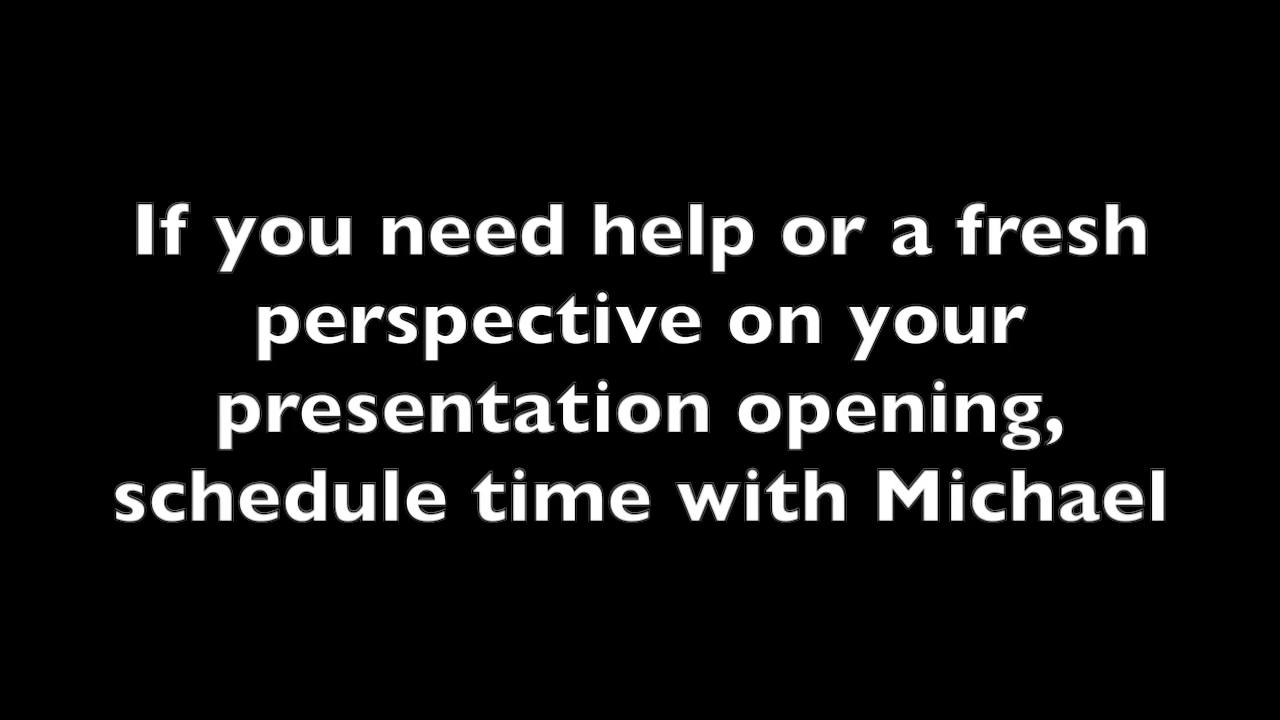 If you need help or a fresh
perspective on your
presentation opening,
schedule time with Michael